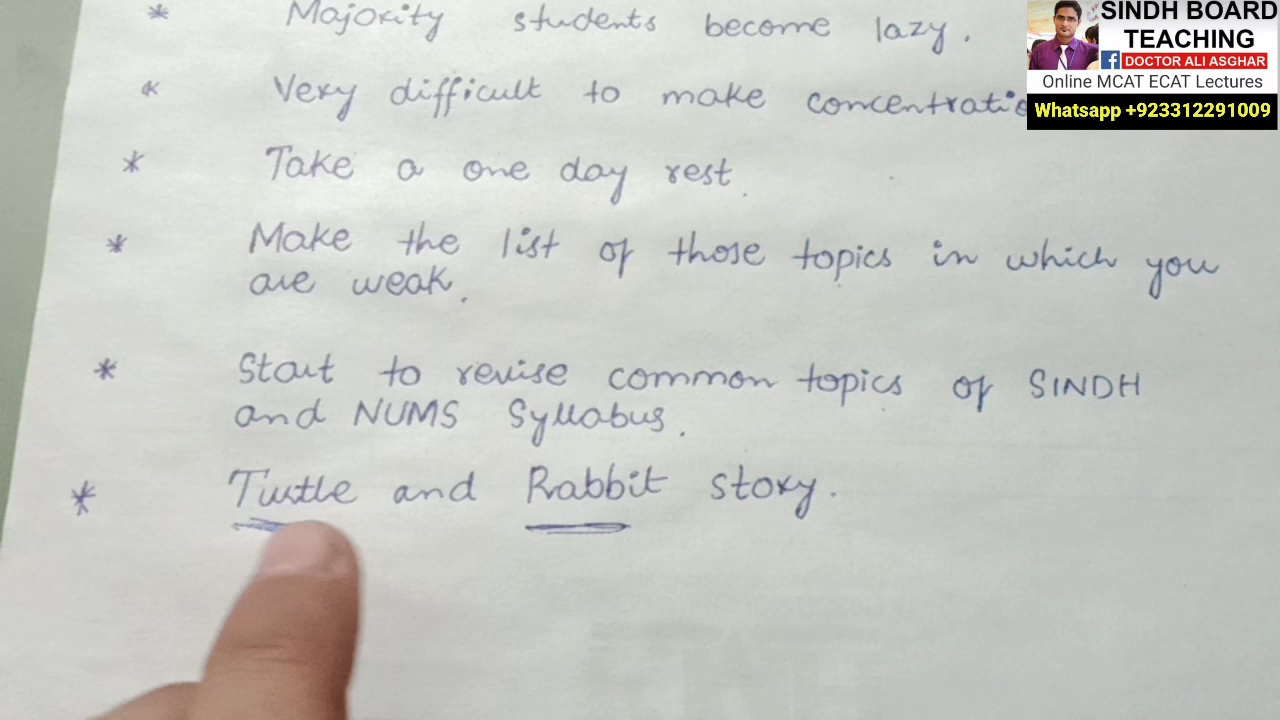 * Majority students become lazy.
* Very difficult to make concentratio
* Take a one day rest.
* Make the list of those topics in which you
are weak.
* Start to revise common topics of SINDH
and NUMS Syllabus.
* Turtle and Rabbit story.
SINDH BOARD
TEACHING
f DOCTOR ALI ASGHAR
Online MCAT ECAT Lectures
Whatsapp +923312291009